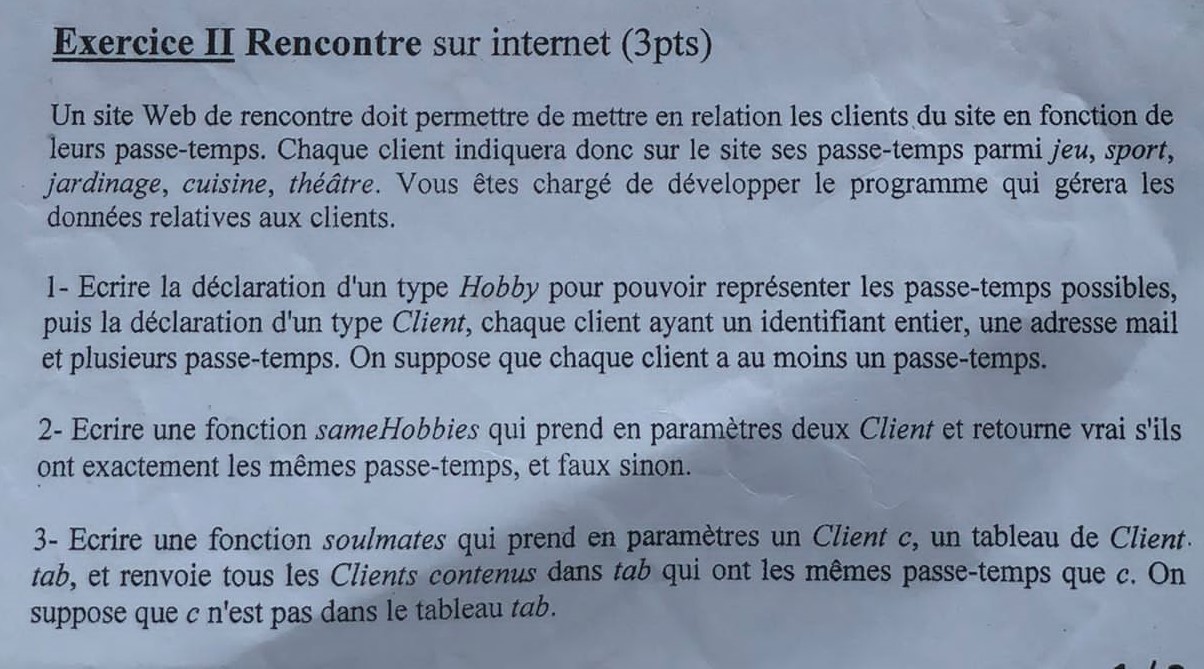 Exercice II Rencontre sur internet (3pts)
Un site Web de rencontre doit permettre de mettre en relation les clients du site en fonction de
leurs passe-temps. Chaque client indiquera donc sur le site ses passe-temps parmi jeu, sport,
jardinage, cuisine, théâtre. Vous êtes chargé de développer le programme qui gérera les
données relatives aux clients.
1- Ecrire la déclaration d'un type Hobby pour pouvoir représenter les passe-temps possibles,
puis la déclaration d'un type Client, chaque client ayant un identifiant entier, une adresse mail
et plusieurs passe-temps. On suppose que chaque client a au moins un passe-temps.
2- Ecrire une fonction sameHobbies qui prend en paramètres deux Client et retourne vrai s'ils
ont exactement les mêmes passe-temps, et faux sinon.
3- Ecrire une fonction soulmates qui prend en paramètres un Client c, un tableau de Client
tab, et renvoie tous les Clients contenus dans tab qui ont les mêmes passe-temps que c. On
suppose que c n'est pas dans le tableau tab.